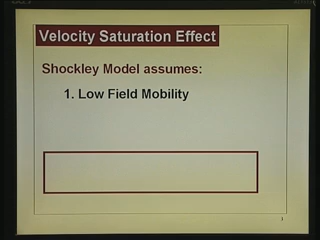 Velocity Saturation Effect
Shockley Model assumes:
1. Low Field Mobility